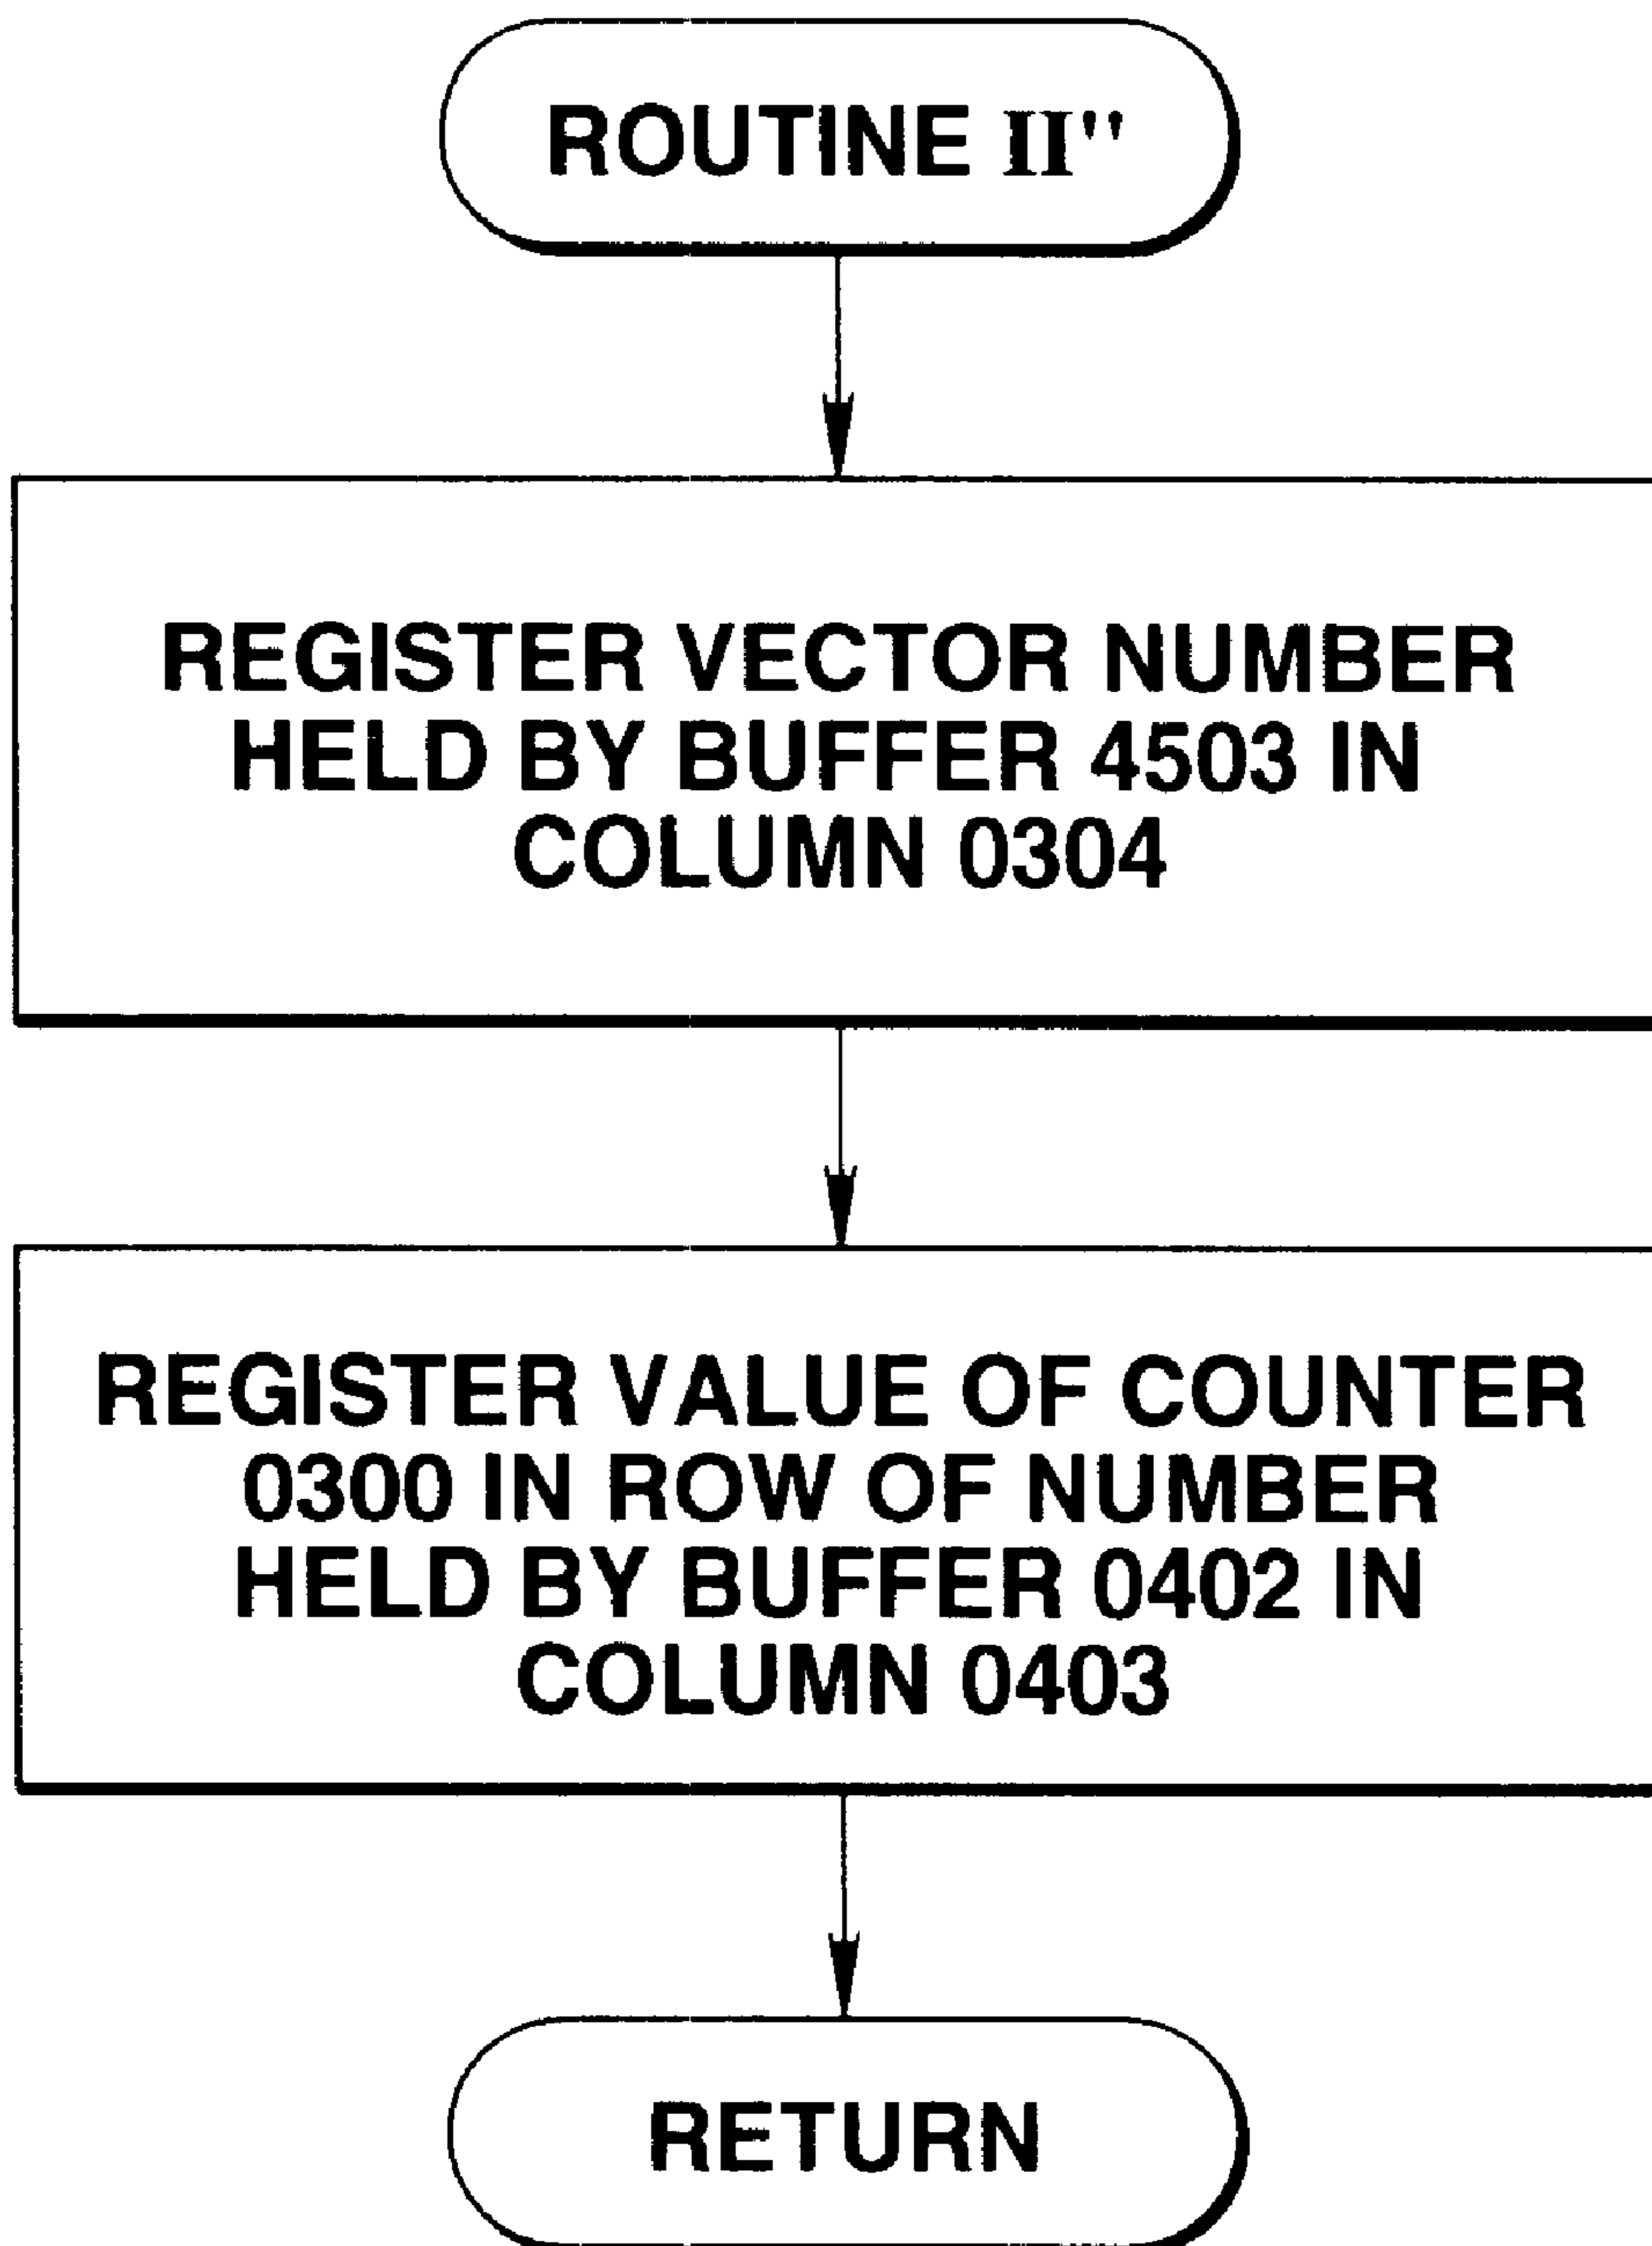 ROUTINE II"
REGISTER VECTOR NUMBER
HELD BY BUFFER 4503 IN
COLUMN 0304
REGISTER VALUE OF COUNTER
0300 IN ROW OF NUMBER
HELD BY BUFFER 0402 IN
COLUMN 0403
RETURN